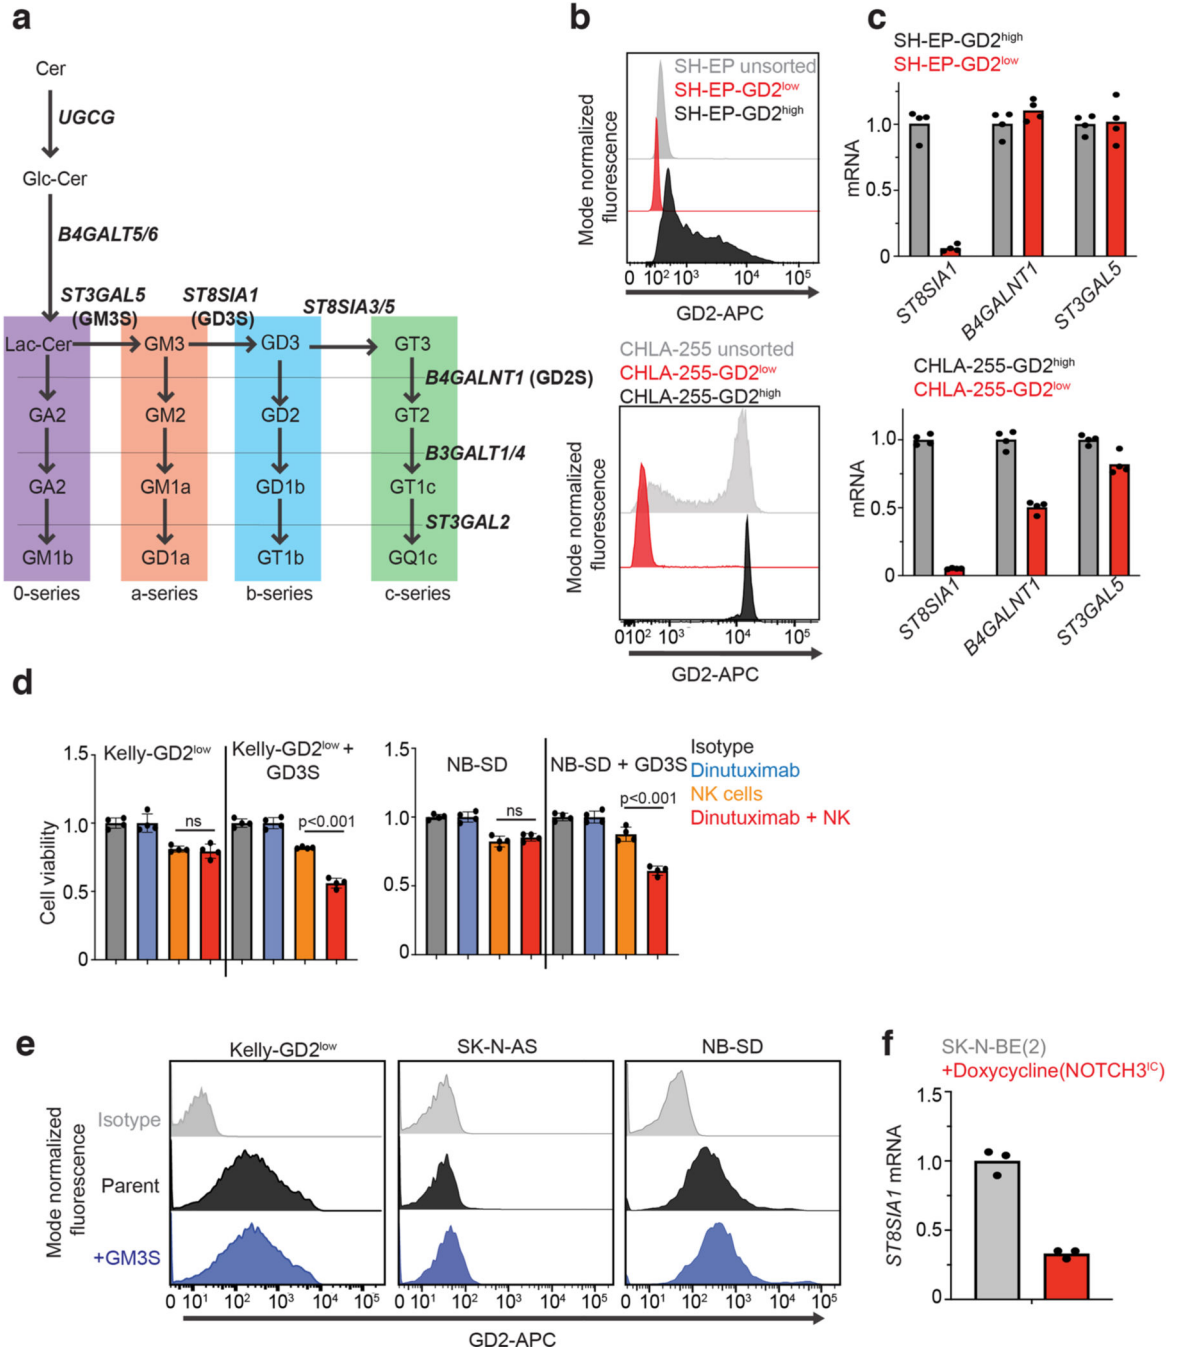 a
Cer
UGCG
Glc-Cer
B4GALT5/6
ST3GAL5
(GM3S)
ST8SIA1
(GD3S)
ST8SIA3/5
Lac-Cer
GM3
GD3
GT3
B4GALNT1 (GD2S)
GA2
GM2
GD2
GT2
B3GALT1/4
GA2
GM1a
GD1b
GT1c
ST3GAL2
GM1b
GD1a
GT1b
GQ1c
0-series
a-series
b-series
c-series
b
SH-EP unsorted
SH-EP-GD2low
SH-EP-GD2high
Mode normalized
fluorescence
0 10² 10³ 10⁴ 10⁵
GD2-APC
CHLA-255 unsorted
CHLA-255-GD2low
CHLA-255-GD2high
Mode normalized
fluorescence
010² 10³ 10⁴ 10⁵
GD2-APC
c
SH-EP-GD2high
SH-EP-GD2low
mRNA
1.0
0.5
0
ST8SIA1
B4GALNT1
ST3GAL5
CHLA-255-GD2high
CHLA-255-GD2low
mRNA
1.0
0.5
0
ST8SIA1
B4GALNT1
ST3GAL5
d
Cell viability
1.5
1.0
0.5
0
Kelly-GD2low
Kelly-GD2low +
GD3S
ns
p<0.001
1.5
1.0
0.5
0
NB-SD
NB-SD + GD3S
ns
p<0.001
Isotype
Dinutuximab
NK cells
Dinutuximab + NK
e
Kelly-GD2low
SK-N-AS
NB-SD
Mode normalized
fluorescence
Isotype
Parent
+GM3S
0 10¹ 10² 10³ 10⁴ 10⁵
0 10¹ 10² 10³ 10⁴ 10⁵
0 10¹ 10² 10³ 10⁴ 10⁵
GD2-APC
f
SK-N-BE(2)
+Doxycycline(NOTCH3IC)
ST8SIA1 mRNA
1.5
1.0
0.5
0